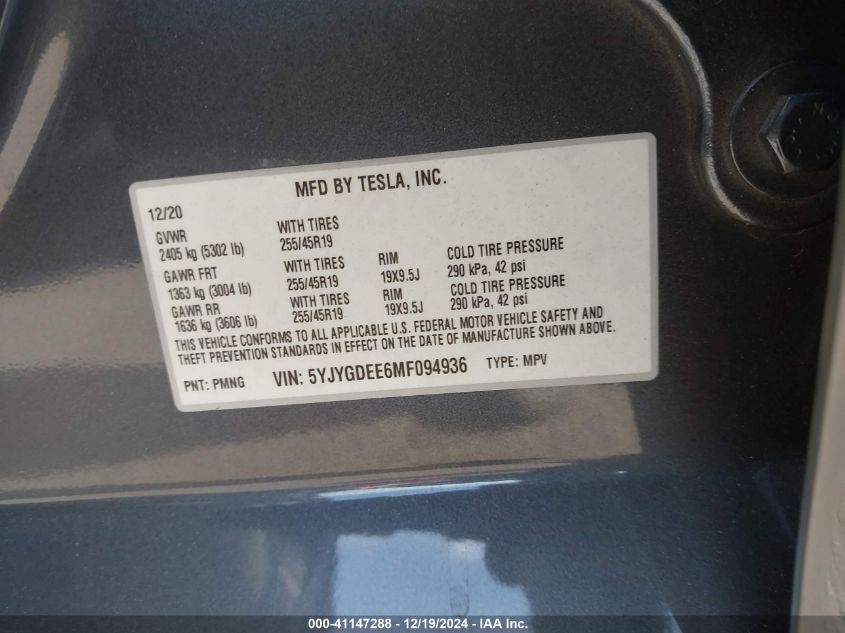 MFD BY TESLA, INC.
12/20
GVWR
2405 kg (5302 lb)
WITH TIRES
255/45R19
GAWR FRT
1363 kg (3004 lb)
WITH TIRES
255/45R19
RIM
19X9.5J
COLD TIRE PRESSURE
290 kPa, 42 psi
GAWR RR
1636 kg (3606 lb)
WITH TIRES
255/45R19
RIM
19X9.5J
COLD TIRE PRESSURE
290 kPa, 42 psi
THIS VEHICLE CONFORMS TO ALL APPLICABLE U.S. FEDERAL MOTOR VEHICLE SAFETY AND
THEFT PREVENTION STANDARDS IN EFFECT ON THE DATE OF MANUFACTURE SHOWN ABOVE.
PNT: PMNG VIN: 5YJYGDEE6MF094936 TYPE: MPV
000-41147288 - 12/19/2024 - IAA Inc.